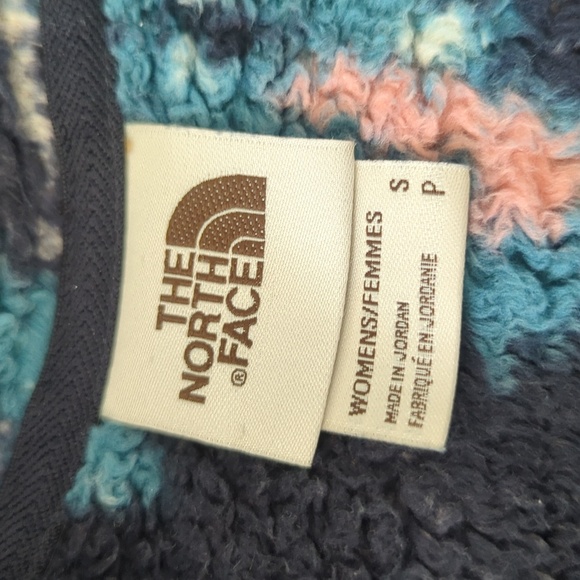 THE
NORTH
FACE
®
WOMENS/FEMMES S
MADE IN JORDAN P
FABRIQUÉ EN JORDANIE